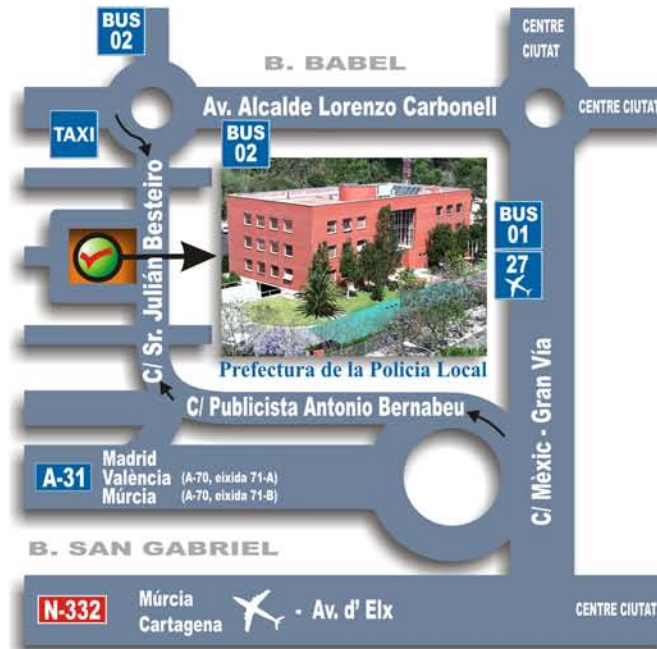 BUS
02
CENTRE
CIUTAT
B. BABEL
Av. Alcalde Lorenzo Carbonell
CENTRE CIUTAT
TAXI
BUS
02
C/ Sr. Julián Besteiro
BUS
01
27
Prefectura de la Policia Local
C/ Publicista Antonio Bernabeu
C/ Mèxic - Gran Vía
A-31
Madrid
València (A-70, eixida 71-A)
Múrcia (A-70, eixida 71-B)
B. SAN GABRIEL
N-332
Múrcia
Cartagena
- Av. d' Elx
CENTRE CIUTAT